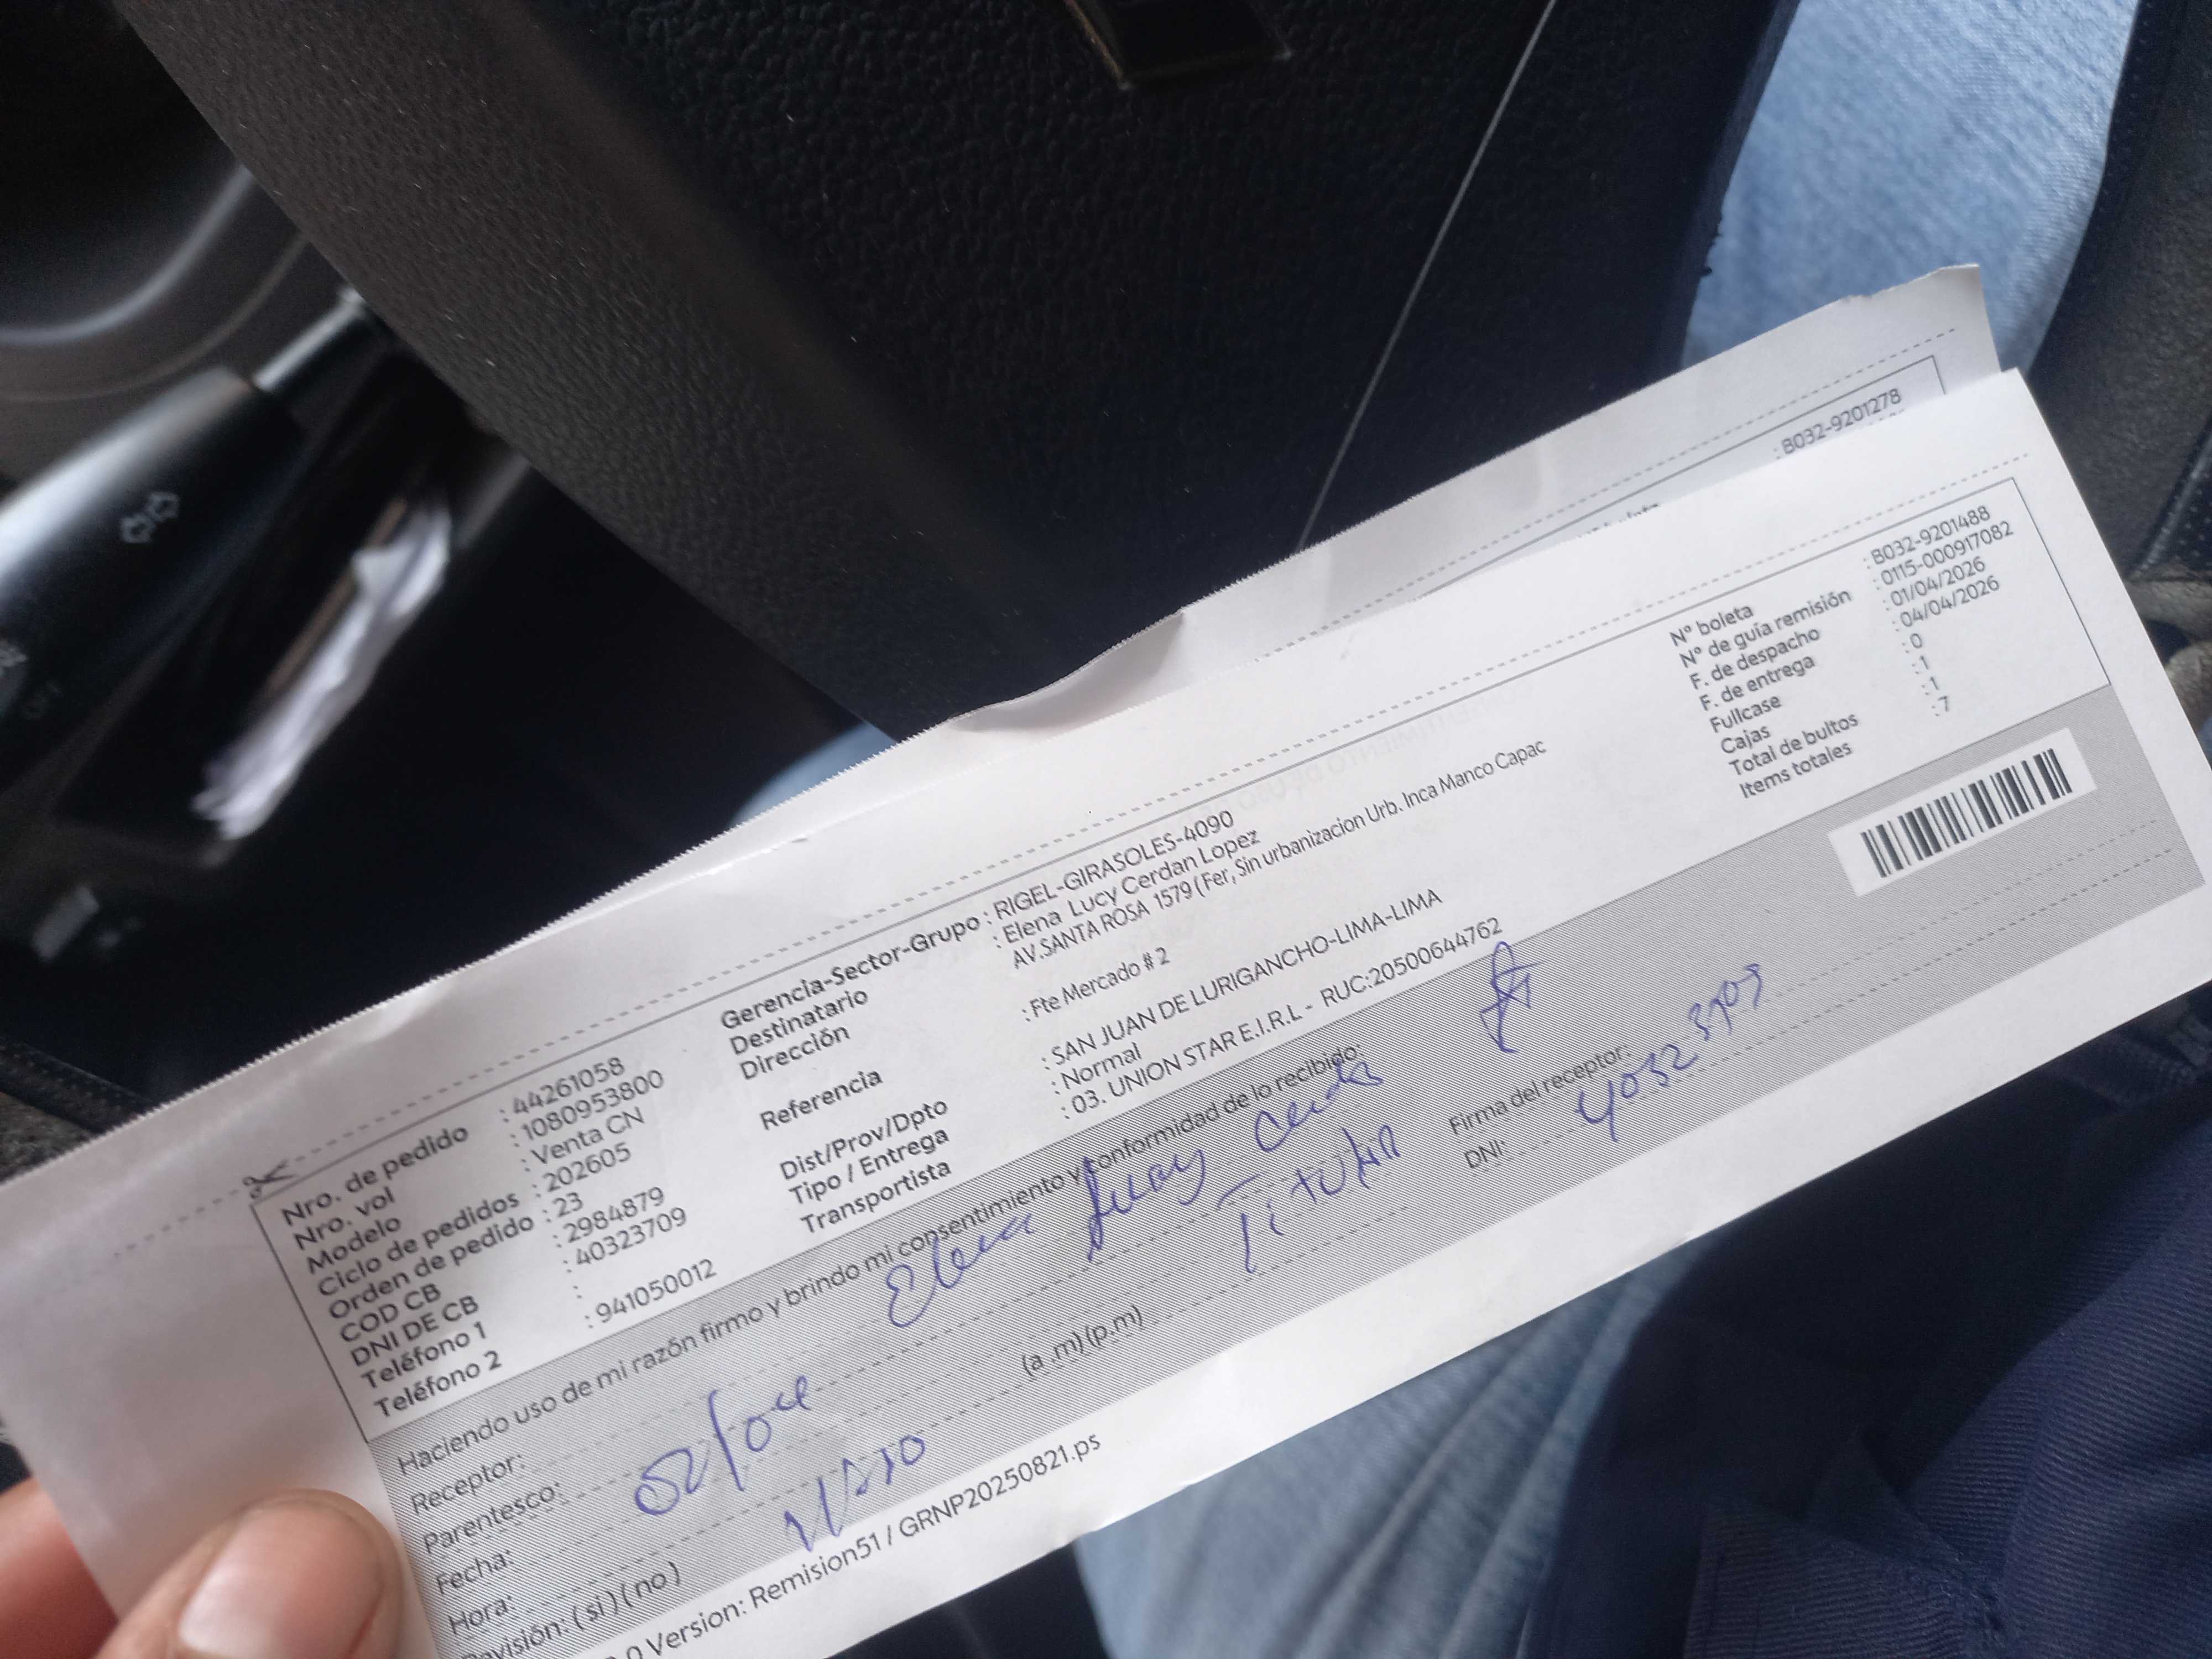 : B032-9201278
Nro. de pedido : 44261058
Nro. vol : 1080953800
Modelo : Venta CN
Ciclo de pedidos : 202605
Orden de pedido : 23
COD CB : 2984879
DNI DE CB : 40323709
Teléfono 1 :
Teléfono 2 : 941050012
Gerencia-Sector-Grupo : RIGEL-GIRASOLES-4090
Destinatario : Elena Lucy Cerdan Lopez
Dirección AV.SANTA ROSA 1579 (Fer, Sin urbanizacion Urb. Inca Manco Capac
Referencia : Fte Mercado # 2
Dist/Prov/Dpto : SAN JUAN DE LURIGANCHO-LIMA-LIMA
Tipo / Entrega : Normal
Transportista : 03. UNION STAR E.I.R.L - RUC:20500644762
N° boleta : B032-9201488
N° de guía remisión : 0115-000917082
F. de despacho : 01/04/2026
F. de entrega : 04/04/2026
Fullcase : 0
Cajas : 1
Total de bultos : 1
Items totales : 7
Haciendo uso de mi razón firmo y brindo mi consentimiento y conformidad de lo recibido:
Receptor: Elena Lucy Cerda
Parentesco: Titular
Fecha:
Hora: (a .m) (p.m)
Revisión: ( si ) ( no )
Firma del receptor:
DNI: 40323709
.0 Version: Remision51 / GRNP20250821.ps